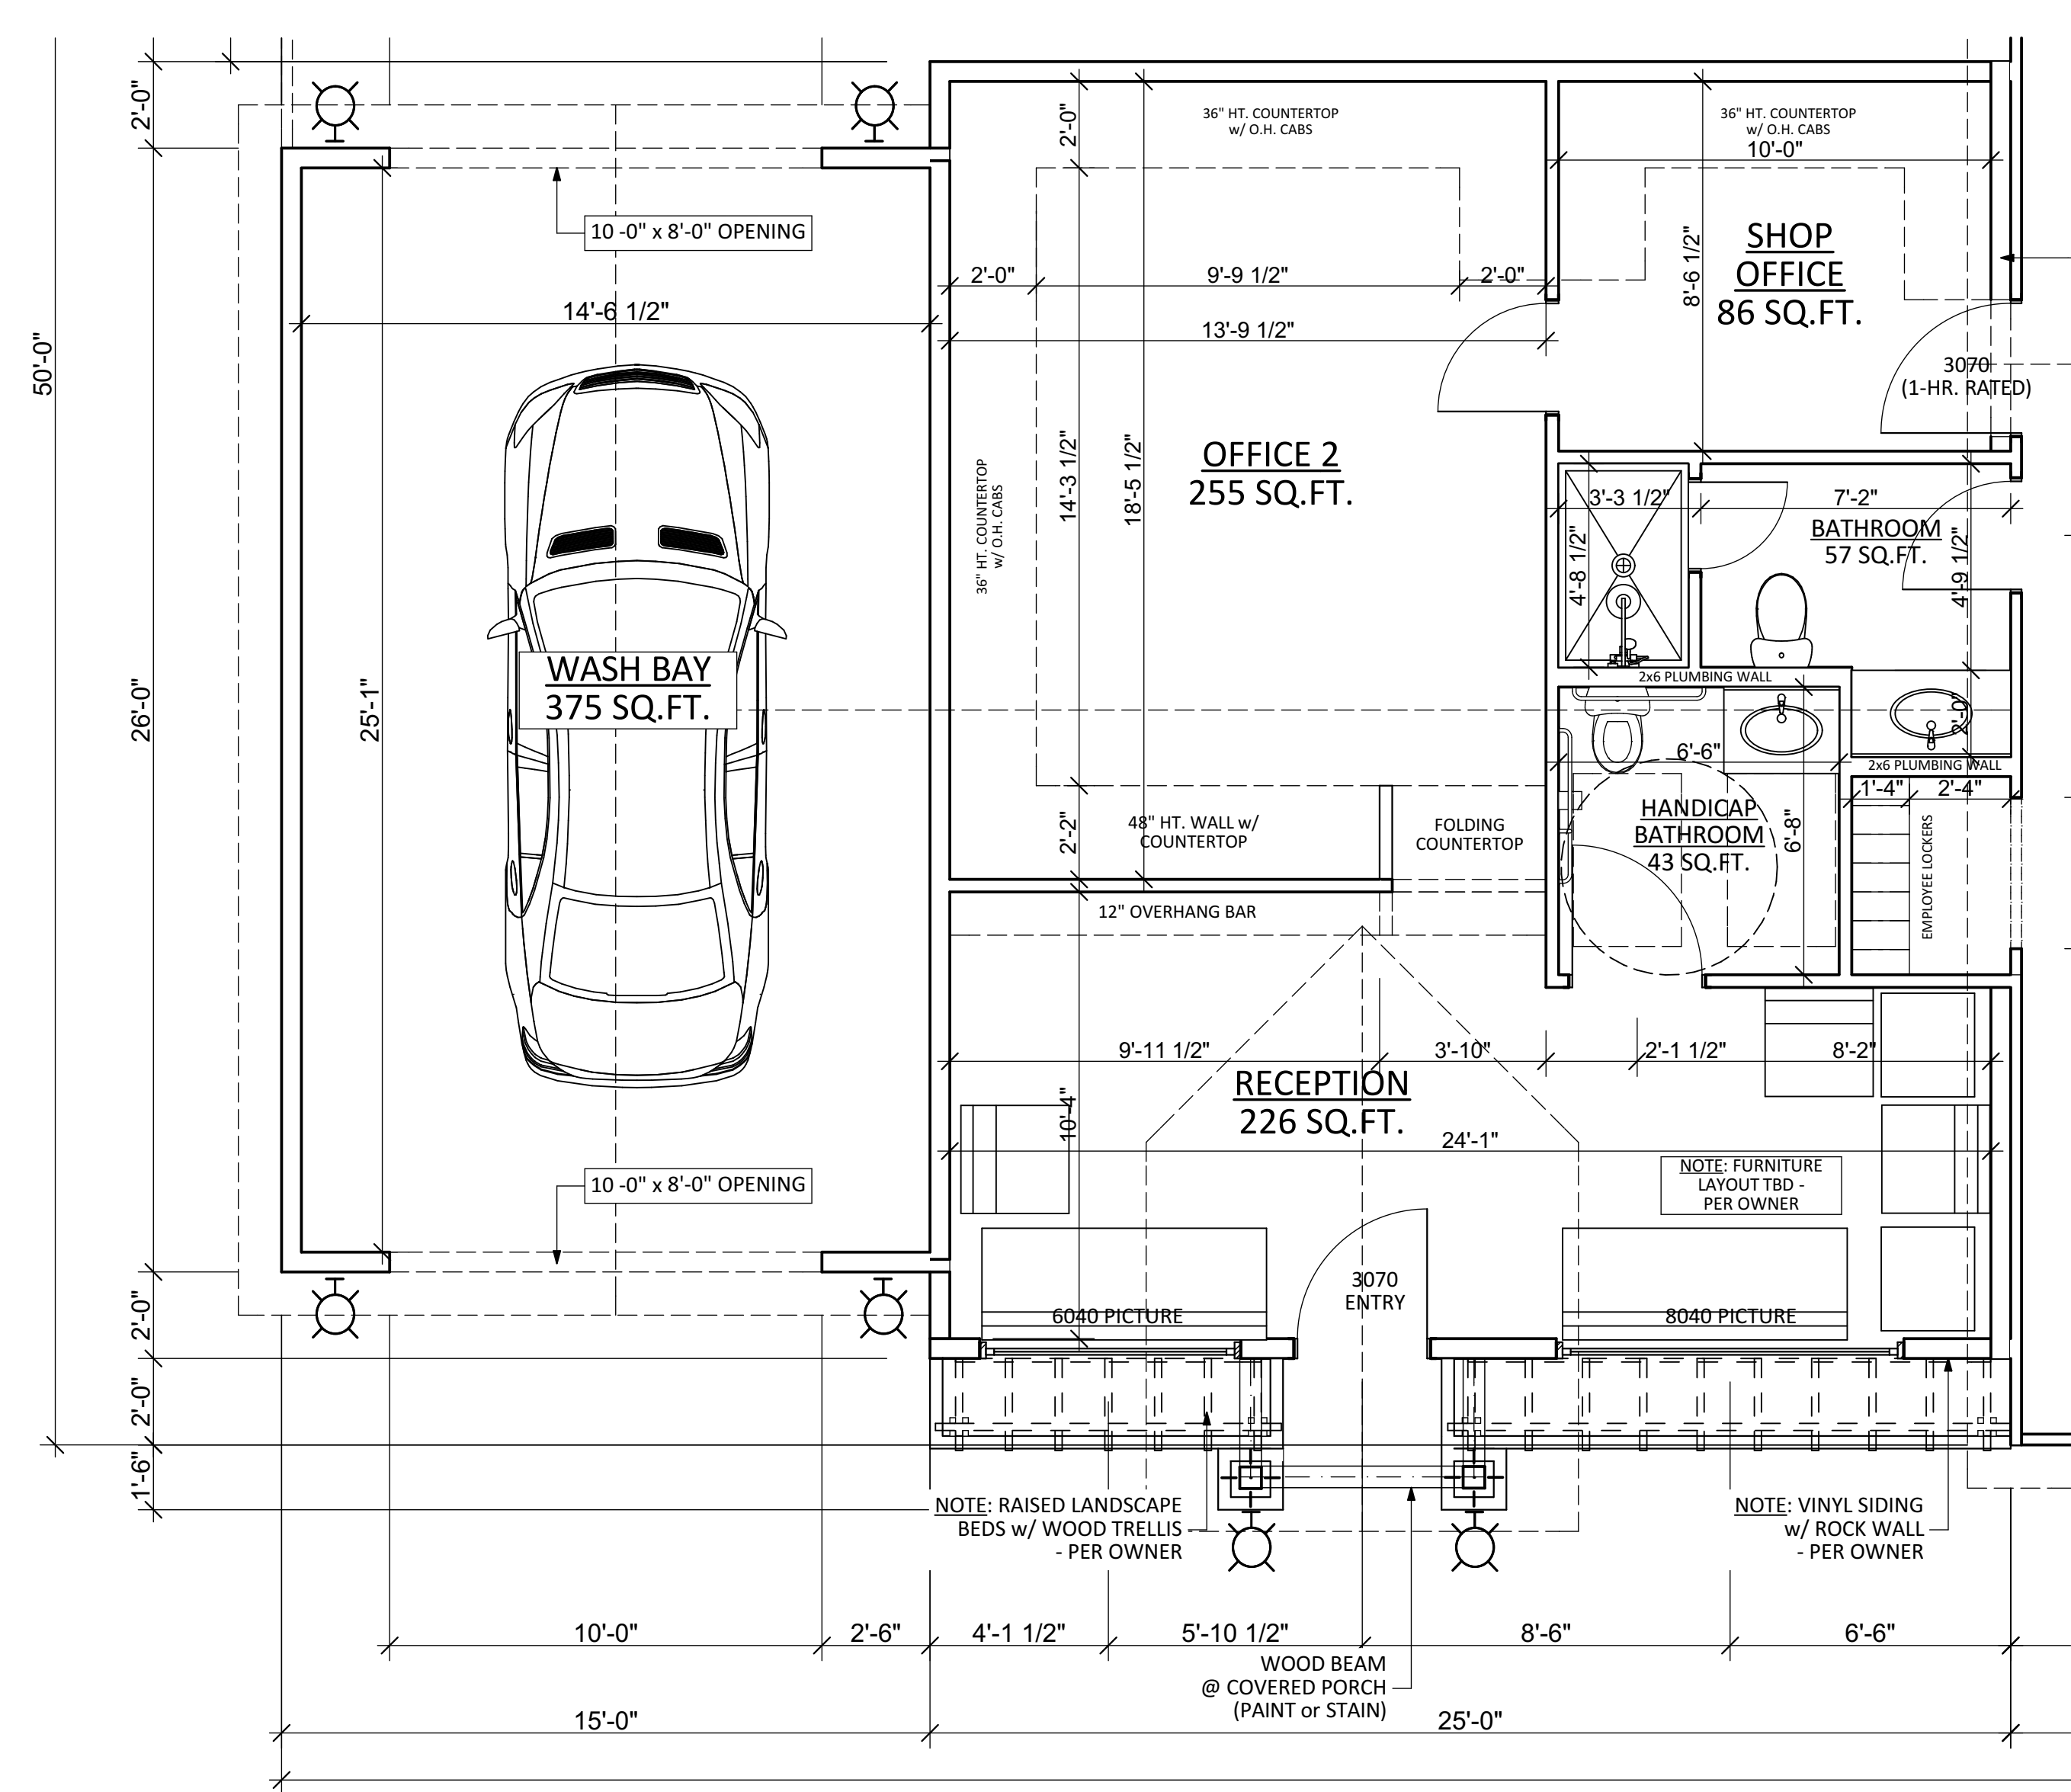 2'-0"
36" HT. COUNTERTOP
w/ O.H. CABS
2'-0"
36" HT. COUNTERTOP
w/ O.H. CABS
10'-0"
10 -0" x 8'-0" OPENING
SHOP
OFFICE
86 SQ.FT.
8'-6 1/2"
2'-0"
9'-9 1/2"
2'-0"
14'-6 1/2"
13'-9 1/2"
50'-0"
3070
(1-HR. RATED)
OFFICE 2
255 SQ.FT.
14'-3 1/2"
18'-5 1/2"
36" HT. COUNTERTOP
w/ O.H. CABS
3'-3 1/2"
7'-2"
BATHROOM
57 SQ.FT.
4'-8 1/2"
4'-9 1/2"
WASH BAY
375 SQ.FT.
26'-0"
25'-1"
2x6 PLUMBING WALL
2'-0"
6'-6"
2x6 PLUMBING WALL
1'-4"
2'-4"
HANDICAP
BATHROOM
43 SQ.FT.
6'-8"
EMPLOYEE LOCKERS
2'-2"
48" HT. WALL w/
COUNTERTOP
FOLDING
COUNTERTOP
12" OVERHANG BAR
9'-11 1/2"
3'-10"
2'-1 1/2"
8'-2"
RECEPTION
226 SQ.FT.
10'-4"
24'-1"
NOTE: FURNITURE
LAYOUT TBD -
PER OWNER
10 -0" x 8'-0" OPENING
3070
ENTRY
6040 PICTURE
8040 PICTURE
2'-0"
2'-0"
1'-6"
NOTE: RAISED LANDSCAPE
BEDS w/ WOOD TRELLIS
- PER OWNER
NOTE: VINYL SIDING
w/ ROCK WALL
- PER OWNER
10'-0"
2'-6"
4'-1 1/2"
5'-10 1/2"
8'-6"
6'-6"
WOOD BEAM
@ COVERED PORCH
(PAINT or STAIN)
15'-0"
25'-0"